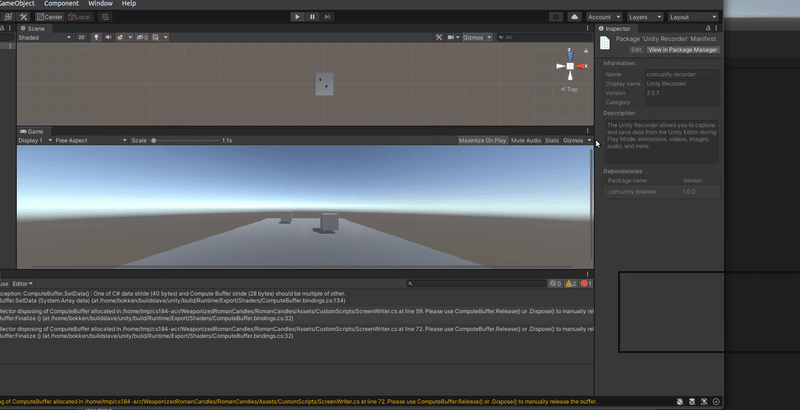 GameObject Component Window Help
Center Local Account Layers Layout
Scene
Shaded 2D 0 Gizmos All
Top
Game
Display 1 Free Aspect Scale 1.1x Maximize On Play Mute Audio Stats Gizmos
use Editor 0 2 1
ception: ComputeBuffer.SetData() : One of C# data stride (40 bytes) and Compute Buffer stride (28 bytes) should be multiple of other.
Buffer.SetData (System.Array data) (at /home/bokken/buildslave/unity/build/Runtime/Export/Shaders/ComputeBuffer.bindings.cs:134)
llector disposing of ComputeBuffer allocated in /home/tmp/cs184-acr/WeaponizedRomanCandles/RomanCandles/Assets/CustomScripts/ScreenWriter.cs at line 59. Please use ComputeBuffer.Release() or .Dispose() to manually rel
Buffer:Finalize () (at /home/bokken/buildslave/unity/build/Runtime/Export/Shaders/ComputeBuffer.bindings.cs:32)
llector disposing of ComputeBuffer allocated in /home/tmp/cs184-acr/WeaponizedRomanCandles/RomanCandles/Assets/CustomScripts/ScreenWriter.cs at line 72. Please use ComputeBuffer.Release() or .Dispose() to manually rel
Buffer:Finalize () (at /home/bokken/buildslave/unity/build/Runtime/Export/Shaders/ComputeBuffer.bindings.cs:32)
ng of ComputeBuffer allocated in /home/tmp/cs184-acr/WeaponizedRomanCandles/RomanCandles/Assets/CustomScripts/ScreenWriter.cs at line 72. Please use ComputeBuffer.Release() or .Dispose() to manually release the buffer.
Inspector
Package 'Unity Recorder' Manifest
Edit View in Package Manager
Information
Name com.unity.recorder
Display name Unity Recorder
Version 2.5.7
Category
Description
The Unity Recorder allows you to capture
and save data from the Unity Editor during
Play Mode: animations, videos, images,
audio, and more.
Dependencies
Package name Version
com.unity.timeline 1.0.0